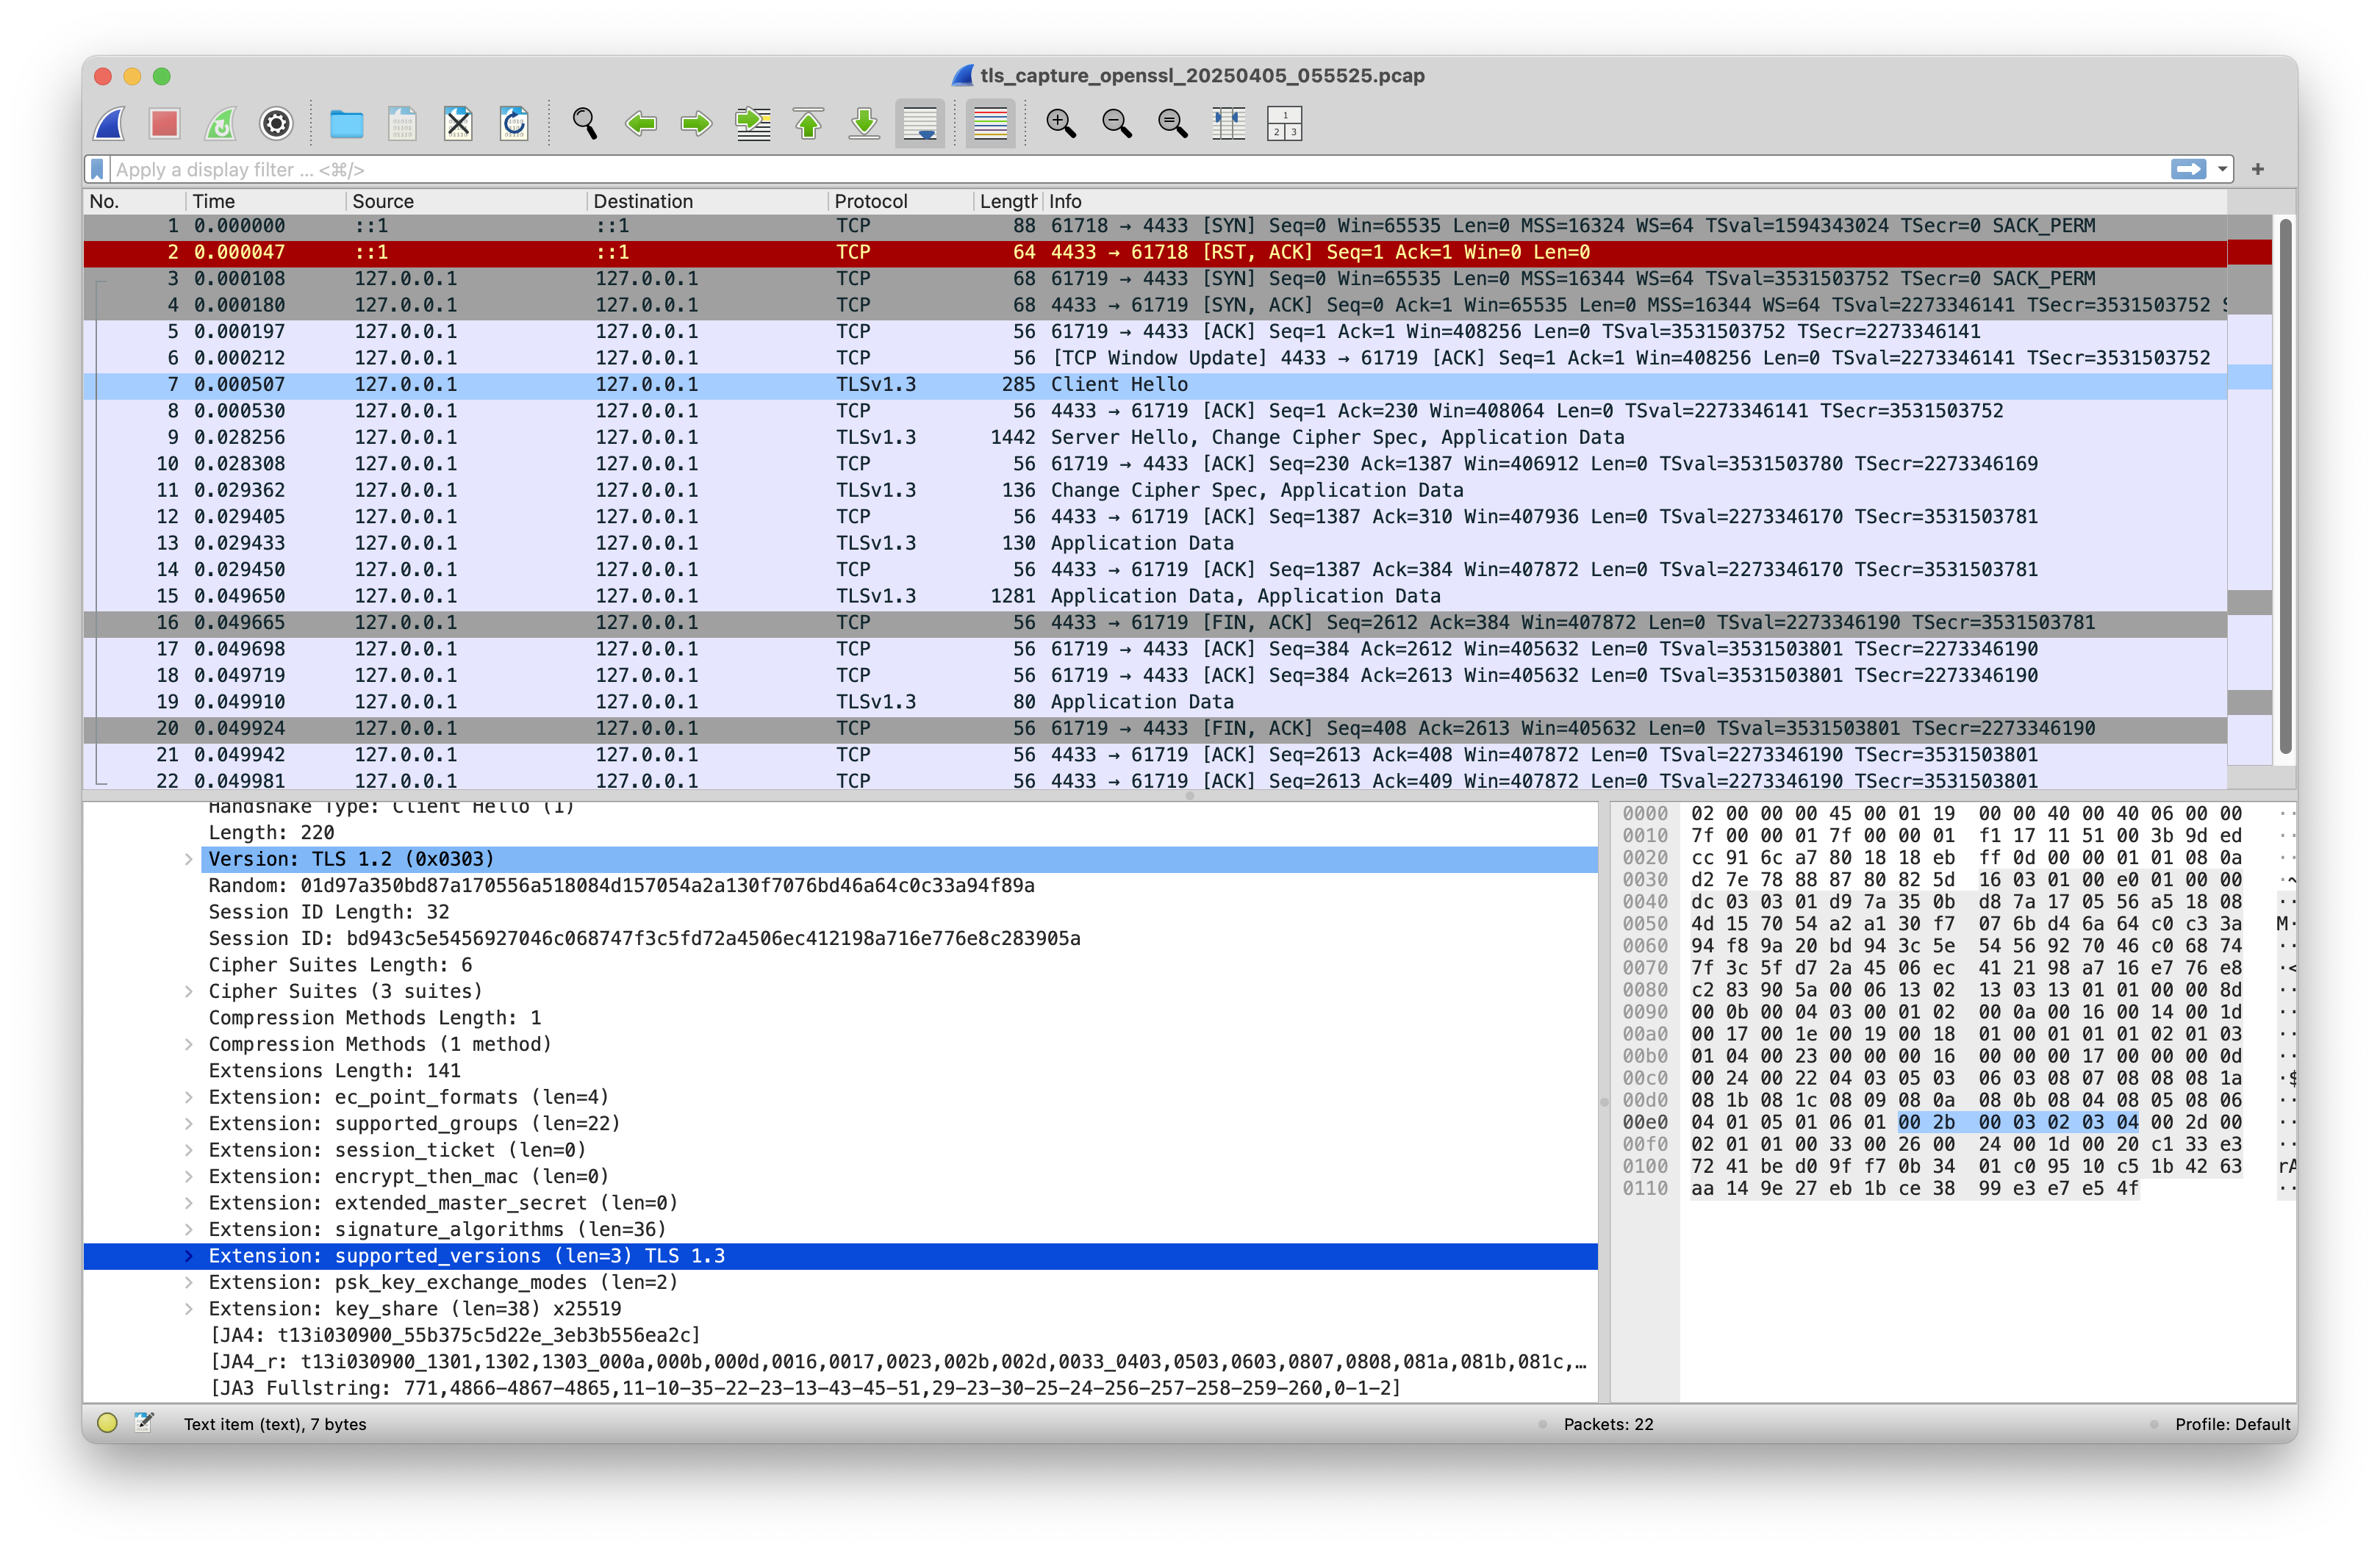 tls_capture_openssl_20250405_055525.pcap
Apply a display filter ... <⌘/>
No. Time Source Destination Protocol Length Info
1 0.000000 ::1 ::1 TCP 88 61718 → 4433 [SYN] Seq=0 Win=65535 Len=0 MSS=16324 WS=64 TSval=1594343024 TSecr=0 SACK_PERM
2 0.000047 ::1 ::1 TCP 64 4433 → 61718 [RST, ACK] Seq=1 Ack=1 Win=0 Len=0
3 0.000108 127.0.0.1 127.0.0.1 TCP 68 61719 → 4433 [SYN] Seq=0 Win=65535 Len=0 MSS=16344 WS=64 TSval=3531503752 TSecr=0 SACK_PERM
4 0.000180 127.0.0.1 127.0.0.1 TCP 68 4433 → 61719 [SYN, ACK] Seq=0 Ack=1 Win=65535 Len=0 MSS=16344 WS=64 TSval=2273346141 TSecr=3531503752
5 0.000197 127.0.0.1 127.0.0.1 TCP 56 61719 → 4433 [ACK] Seq=1 Ack=1 Win=408256 Len=0 TSval=3531503752 TSecr=2273346141
6 0.000212 127.0.0.1 127.0.0.1 TCP 56 [TCP Window Update] 4433 → 61719 [ACK] Seq=1 Ack=1 Win=408256 Len=0 TSval=2273346141 TSecr=3531503752
7 0.000507 127.0.0.1 127.0.0.1 TLSv1.3 285 Client Hello
8 0.000530 127.0.0.1 127.0.0.1 TCP 56 4433 → 61719 [ACK] Seq=1 Ack=230 Win=408064 Len=0 TSval=2273346141 TSecr=3531503752
9 0.028256 127.0.0.1 127.0.0.1 TLSv1.3 1442 Server Hello, Change Cipher Spec, Application Data
10 0.028308 127.0.0.1 127.0.0.1 TCP 56 61719 → 4433 [ACK] Seq=230 Ack=1387 Win=406912 Len=0 TSval=3531503780 TSecr=2273346169
11 0.029362 127.0.0.1 127.0.0.1 TLSv1.3 136 Change Cipher Spec, Application Data
12 0.029405 127.0.0.1 127.0.0.1 TCP 56 4433 → 61719 [ACK] Seq=1387 Ack=310 Win=407936 Len=0 TSval=2273346170 TSecr=3531503781
13 0.029433 127.0.0.1 127.0.0.1 TLSv1.3 130 Application Data
14 0.029450 127.0.0.1 127.0.0.1 TCP 56 4433 → 61719 [ACK] Seq=1387 Ack=384 Win=407872 Len=0 TSval=2273346170 TSecr=3531503781
15 0.049650 127.0.0.1 127.0.0.1 TLSv1.3 1281 Application Data, Application Data
16 0.049665 127.0.0.1 127.0.0.1 TCP 56 4433 → 61719 [FIN, ACK] Seq=2612 Ack=384 Win=407872 Len=0 TSval=2273346190 TSecr=3531503781
17 0.049698 127.0.0.1 127.0.0.1 TCP 56 61719 → 4433 [ACK] Seq=384 Ack=2612 Win=405632 Len=0 TSval=3531503801 TSecr=2273346190
18 0.049719 127.0.0.1 127.0.0.1 TCP 56 61719 → 4433 [ACK] Seq=384 Ack=2613 Win=405632 Len=0 TSval=3531503801 TSecr=2273346190
19 0.049910 127.0.0.1 127.0.0.1 TLSv1.3 80 Application Data
20 0.049924 127.0.0.1 127.0.0.1 TCP 56 61719 → 4433 [FIN, ACK] Seq=408 Ack=2613 Win=405632 Len=0 TSval=3531503801 TSecr=2273346190
21 0.049942 127.0.0.1 127.0.0.1 TCP 56 4433 → 61719 [ACK] Seq=2613 Ack=408 Win=407872 Len=0 TSval=2273346190 TSecr=3531503801
22 0.049981 127.0.0.1 127.0.0.1 TCP 56 4433 → 61719 [ACK] Seq=2613 Ack=409 Win=407872 Len=0 TSval=2273346190 TSecr=3531503801
Handshake Type: Client Hello (1)
Length: 220
Version: TLS 1.2 (0x0303)
Random: 01d97a350bd87a170556a518084d157054a2a130f7076bd46a64c0c33a94f89a
Session ID Length: 32
Session ID: bd943c5e5456927046c068747f3c5fd72a4506ec412198a716e776e8c283905a
Cipher Suites Length: 6
Cipher Suites (3 suites)
Compression Methods Length: 1
Compression Methods (1 method)
Extensions Length: 141
Extension: ec_point_formats (len=4)
Extension: supported_groups (len=22)
Extension: session_ticket (len=0)
Extension: encrypt_then_mac (len=0)
Extension: extended_master_secret (len=0)
Extension: signature_algorithms (len=36)
Extension: supported_versions (len=3) TLS 1.3
Extension: psk_key_exchange_modes (len=2)
Extension: key_share (len=38) x25519
[JA4: t13i030900_55b375c5d22e_3eb3b556ea2c]
[JA4_r: t13i030900_1301,1302,1303_000a,000b,000d,0016,0017,0023,002b,002d,0033_0403,0503,0603,0807,0808,081a,081b,081c,…
[JA3 Fullstring: 771,4866-4867-4865,11-10-35-22-23-13-43-45-51,29-23-30-25-24-256-257-258-259-260,0-1-2]
0000 02 00 00 00 45 00 01 19 00 00 40 00 40 06 00 00 ··
0010 7f 00 00 01 7f 00 00 01 f1 17 11 51 00 3b 9d ed ··
0020 cc 91 6c a7 80 18 18 eb ff 0d 00 00 01 01 08 0a ··
0030 d2 7e 78 88 87 80 82 5d 16 03 01 00 e0 01 00 00 ·~
0040 dc 03 03 01 d9 7a 35 0b d8 7a 17 05 56 a5 18 08 ··
0050 4d 15 70 54 a2 a1 30 f7 07 6b d4 6a 64 c0 c3 3a M·
0060 94 f8 9a 20 bd 94 3c 5e 54 56 92 70 46 c0 68 74 ··
0070 7f 3c 5f d7 2a 45 06 ec 41 21 98 a7 16 e7 76 e8 ·<
0080 c2 83 90 5a 00 06 13 02 13 03 13 01 01 00 00 8d ··
0090 00 0b 00 04 03 00 01 02 00 0a 00 16 00 14 00 1d ··
00a0 00 17 00 1e 00 19 00 18 01 00 01 01 01 02 01 03 ··
00b0 01 04 00 23 00 00 00 16 00 00 00 17 00 00 00 0d ··
00c0 00 24 00 22 04 03 05 03 06 03 08 07 08 08 08 1a ·$
00d0 08 1b 08 1c 08 09 08 0a 08 0b 08 04 08 05 08 06 ··
00e0 04 01 05 01 06 01 00 2b 00 03 02 03 04 00 2d 00 ··
00f0 02 01 01 00 33 00 26 00 24 00 1d 00 20 c1 33 e3 ··
0100 72 41 be d0 9f f7 0b 34 01 c0 95 10 c5 1b 42 63 rA
0110 aa 14 9e 27 eb 1b ce 38 99 e3 e7 e5 4f ··
Text item (text), 7 bytes
Packets: 22
Profile: Default